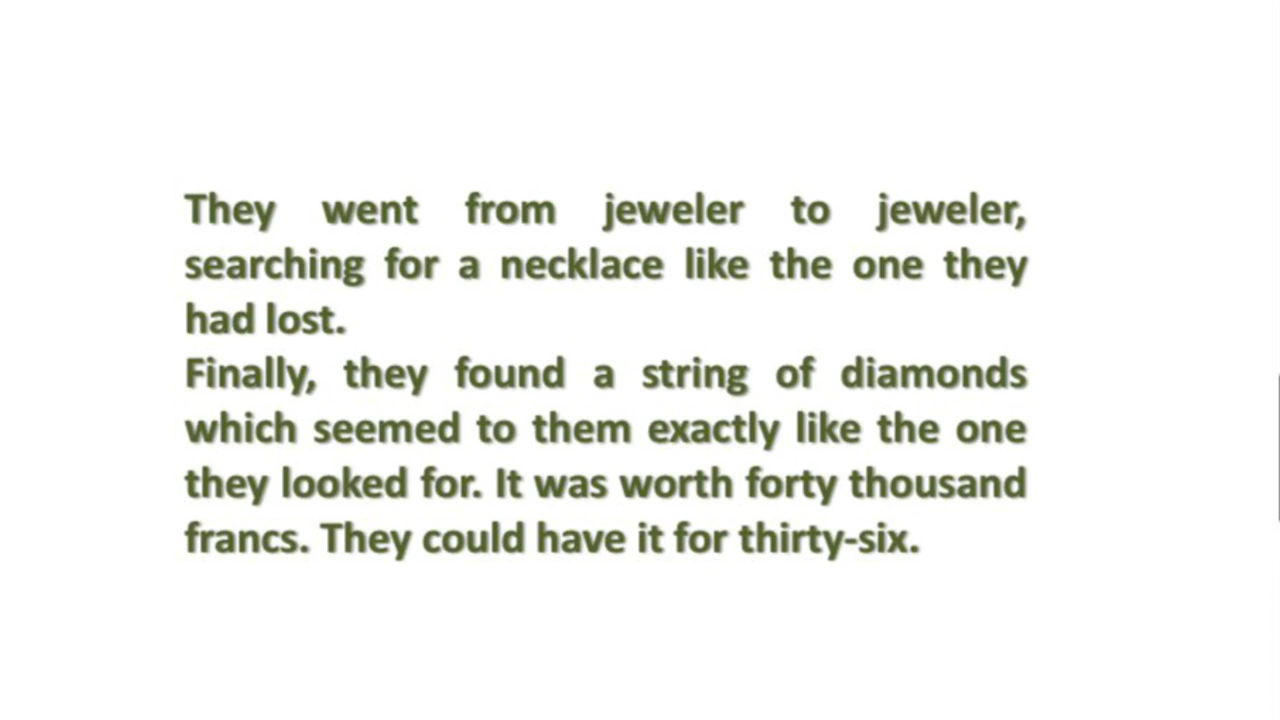 They went from jeweler to jeweler,
searching for a necklace like the one they
had lost.
Finally, they found a string of diamonds
which seemed to them exactly like the one
they looked for. It was worth forty thousand
francs. They could have it for thirty-six.